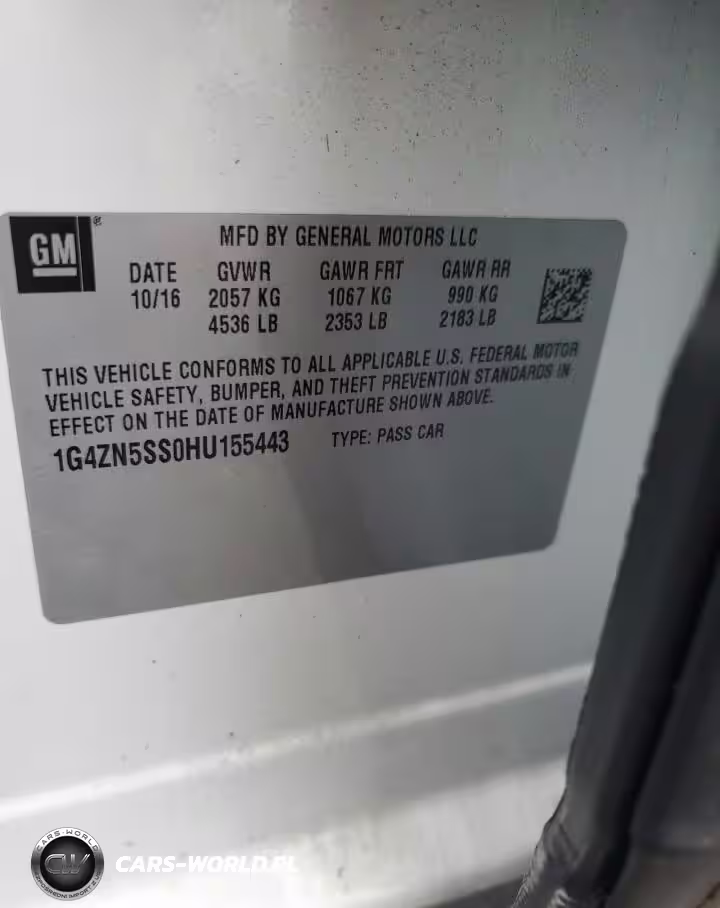 GM
MFD BY GENERAL MOTORS LLC
DATE GVWR GAWR FRT GAWR RR
10/16 2057 KG 1067 KG 990 KG
4536 LB 2353 LB 2183 LB
THIS VEHICLE CONFORMS TO ALL APPLICABLE U.S. FEDERAL MOTOR
VEHICLE SAFETY, BUMPER, AND THEFT PREVENTION STANDARDS IN
EFFECT ON THE DATE OF MANUFACTURE SHOWN ABOVE.
1G4ZN5SS0HU155443 TYPE: PASS CAR
CARS-WORLD
CW
CARS-WORLD.PL